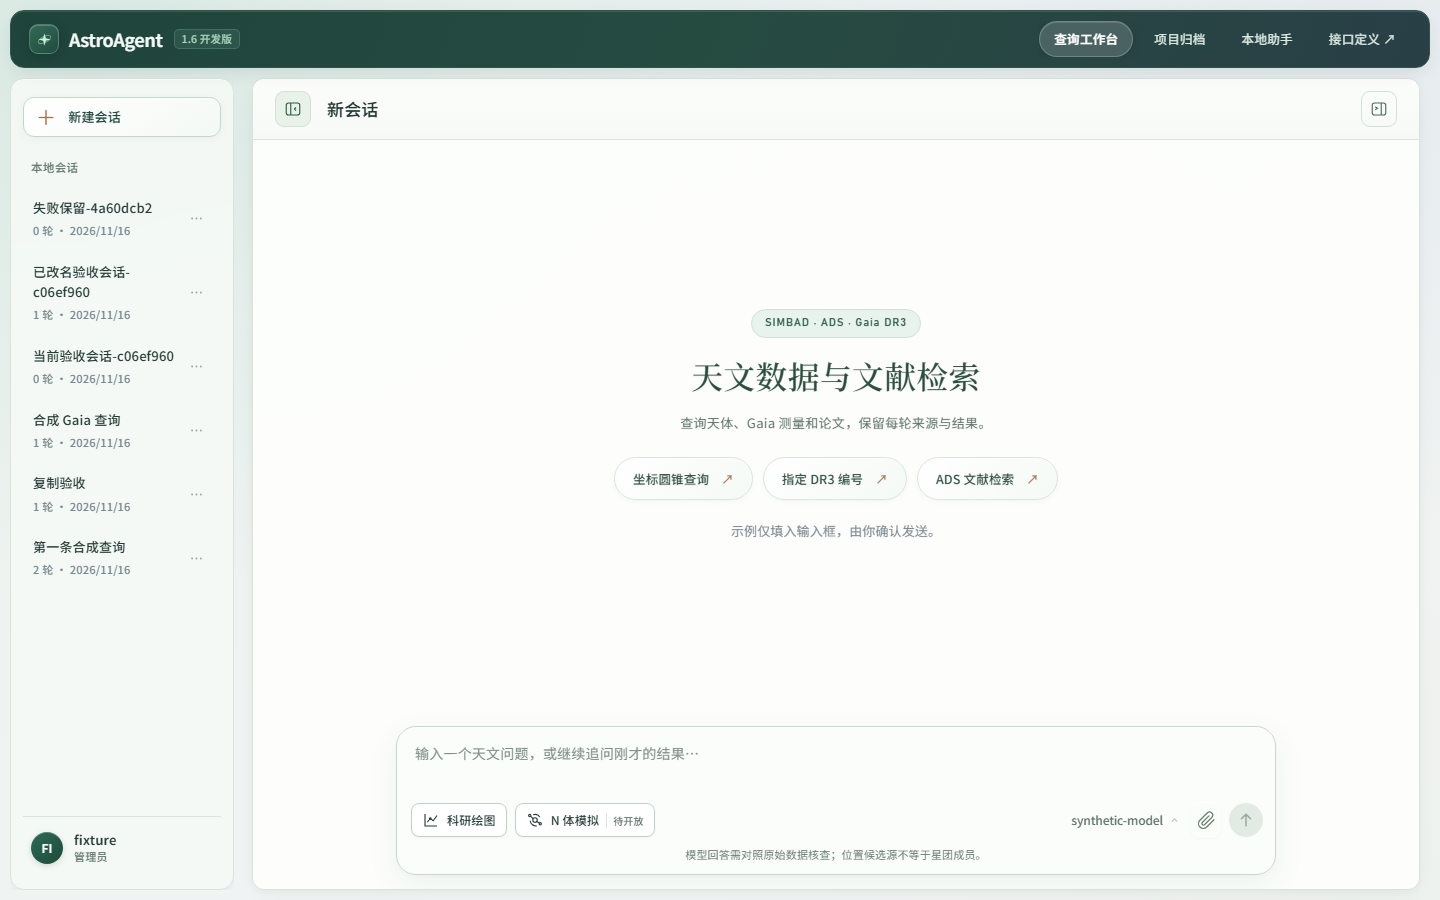 AstroAgent
1.6 开发版
查询工作台
项目归档
本地助手
接口定义 ↗
新建会话
本地会话
失败保留-4a60dcb2
0 轮 · 2026/11/16
已改名验收会话-
c06ef960
1 轮 · 2026/11/16
当前验收会话-c06ef960
0 轮 · 2026/11/16
合成 Gaia 查询
1 轮 · 2026/11/16
复制验收
1 轮 · 2026/11/16
第一条合成查询
2 轮 · 2026/11/16
FI
fixture
管理员
新会话
SIMBAD · ADS · Gaia DR3
天文数据与文献检索
查询天体、Gaia 测量和论文，保留每轮来源与结果。
坐标圆锥查询 ↗
指定 DR3 编号 ↗
ADS 文献检索 ↗
示例仅填入输入框，由你确认发送。
输入一个天文问题，或继续追问刚才的结果…
科研绘图
N 体模拟
待开放
synthetic-model
模型回答需对照原始数据核查；位置候选源不等于星团成员。